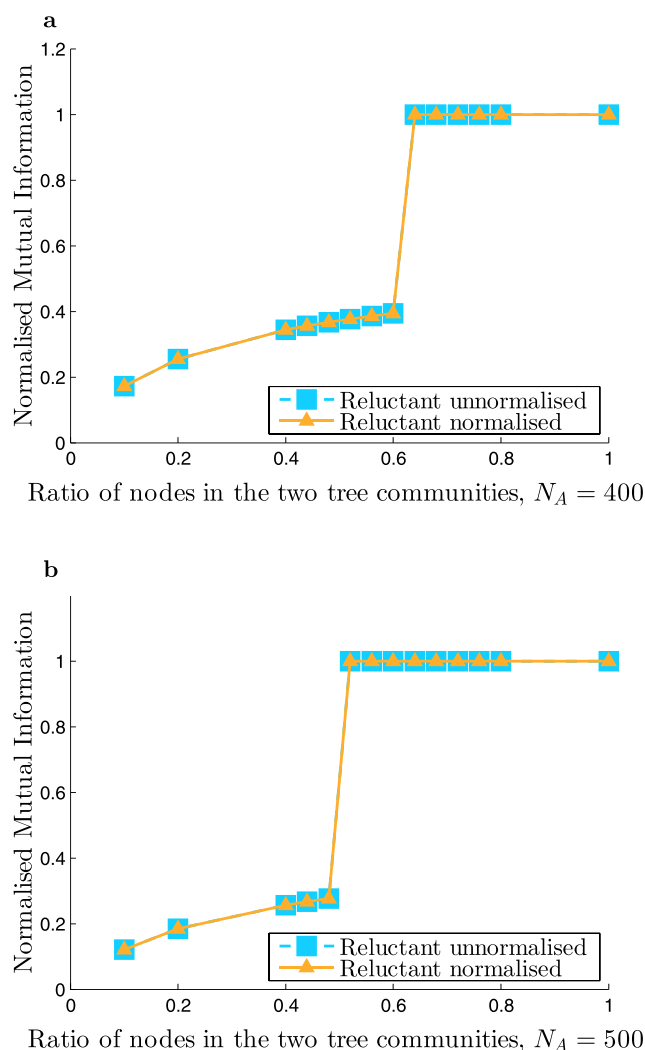 a
1.2
1
0.8
0.6
0.4
0.2
0
Normalised Mutual Information
Reluctant unnormalised
Reluctant normalised
0 0.2 0.4 0.6 0.8 1
Ratio of nodes in the two tree communities, N_A = 400
b
1
0.8
0.6
0.4
0.2
0
Normalised Mutual Information
Reluctant unnormalised
Reluctant normalised
0 0.2 0.4 0.6 0.8 1
Ratio of nodes in the two tree communities, N_A = 500